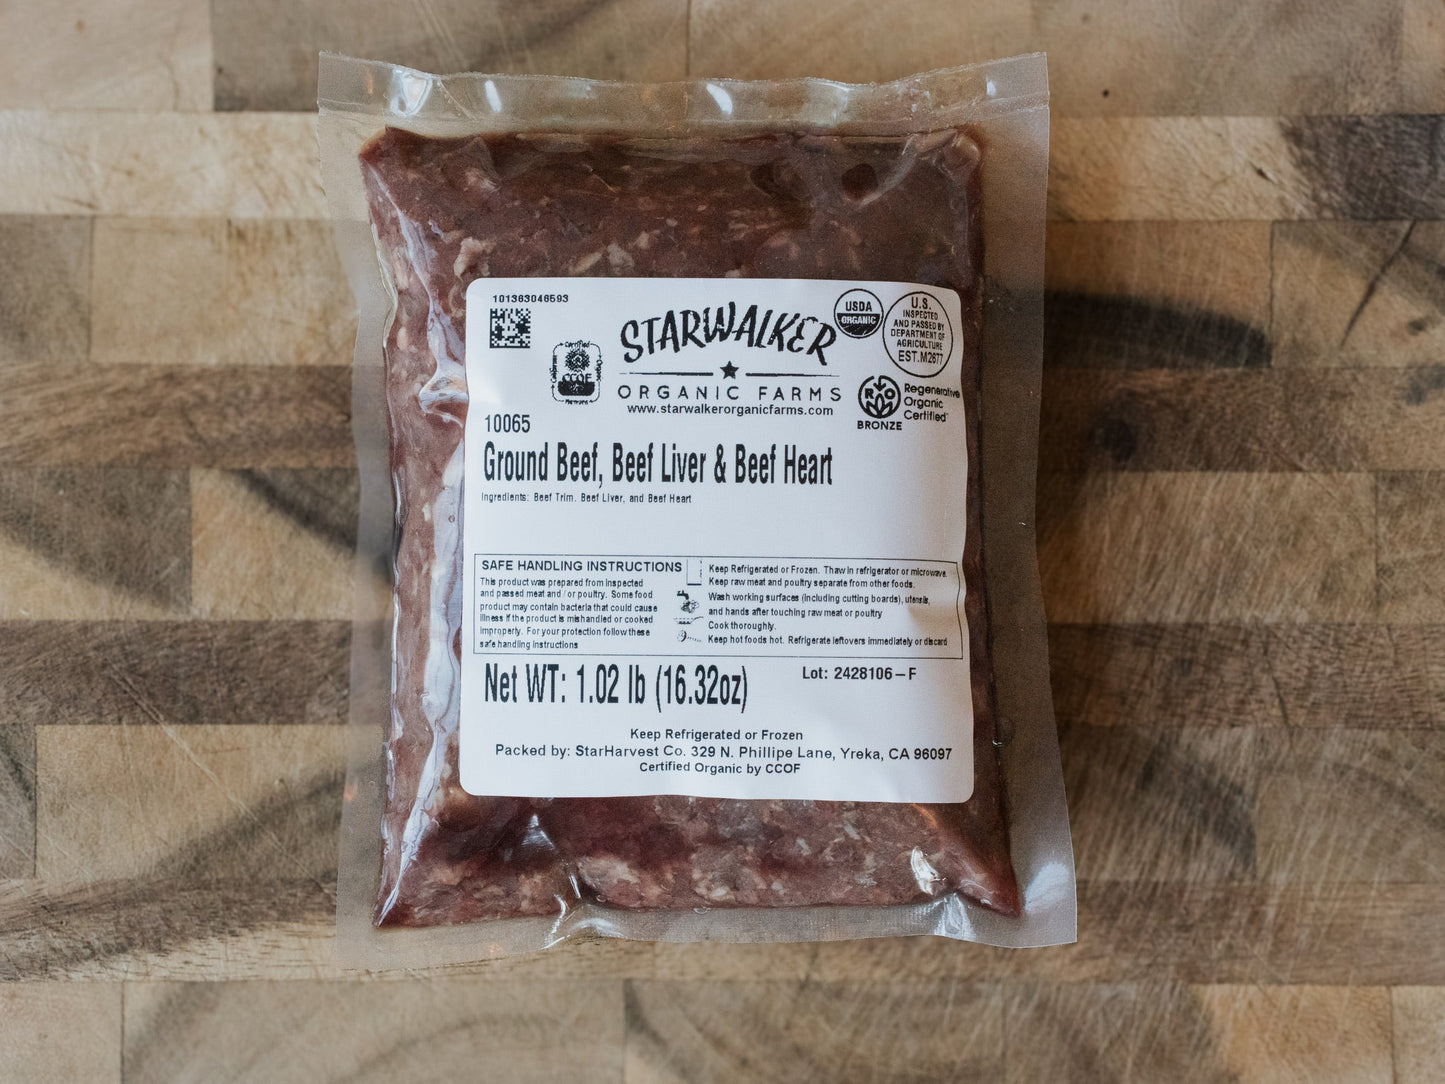 101363046593
STARWALKER
ORGANIC FARMS
www.starwalkerorganicfarms.com
Certified
Organic
CCOF
USDA
ORGANIC
U.S.
INSPECTED
AND PASSED BY
DEPARTMENT OF
AGRICULTURE
EST.M2877
RO
BRONZE
Regenerative
Organic
Certified
10065
Ground Beef, Beef Liver & Beef Heart
Ingredients: Beef Trim. Beef Liver, and Beef Heart
SAFE HANDLING INSTRUCTIONS
This product was prepared from inspected
and passed meat and / or poultry. Some food
product may contain bacteria that could cause
illness if the product is mishandled or cooked
improperly. For your protection follow these
safe handling instructions
Keep Refrigerated or Frozen. Thaw in refrigerator or microwave.
Keep raw meat and poultry separate from other foods.
Wash working surfaces (including cutting boards), utensils,
and hands after touching raw meat or poultry
Cook thoroughly.
Keep hot foods hot. Refrigerate leftovers immediately or discard
Net WT: 1.02 lb (16.32oz)
Lot: 2428106-F
Keep Refrigerated or Frozen
Packed by: StarHarvest Co. 329 N. Phillipe Lane, Yreka, CA 96097
Certified Organic by CCOF